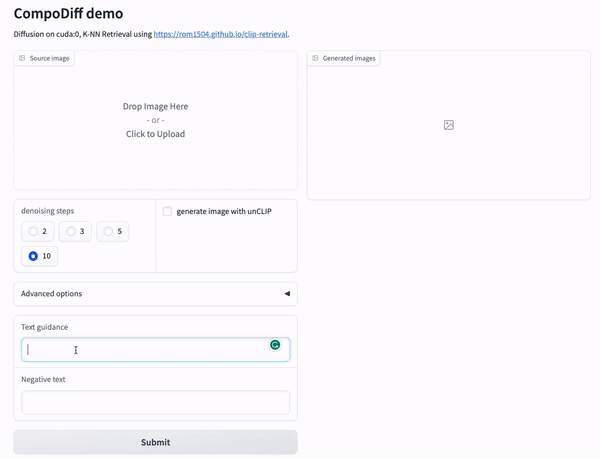 CompoDiff demo
Diffusion on cuda:0, K-NN Retrieval using https://rom1504.github.io/clip-retrieval.
Source image
Drop Image Here
- or -
Click to Upload
Generated images
denoising steps
2
3
5
10
generate image with unCLIP
Advanced options
Text guidance
Negative text
Submit